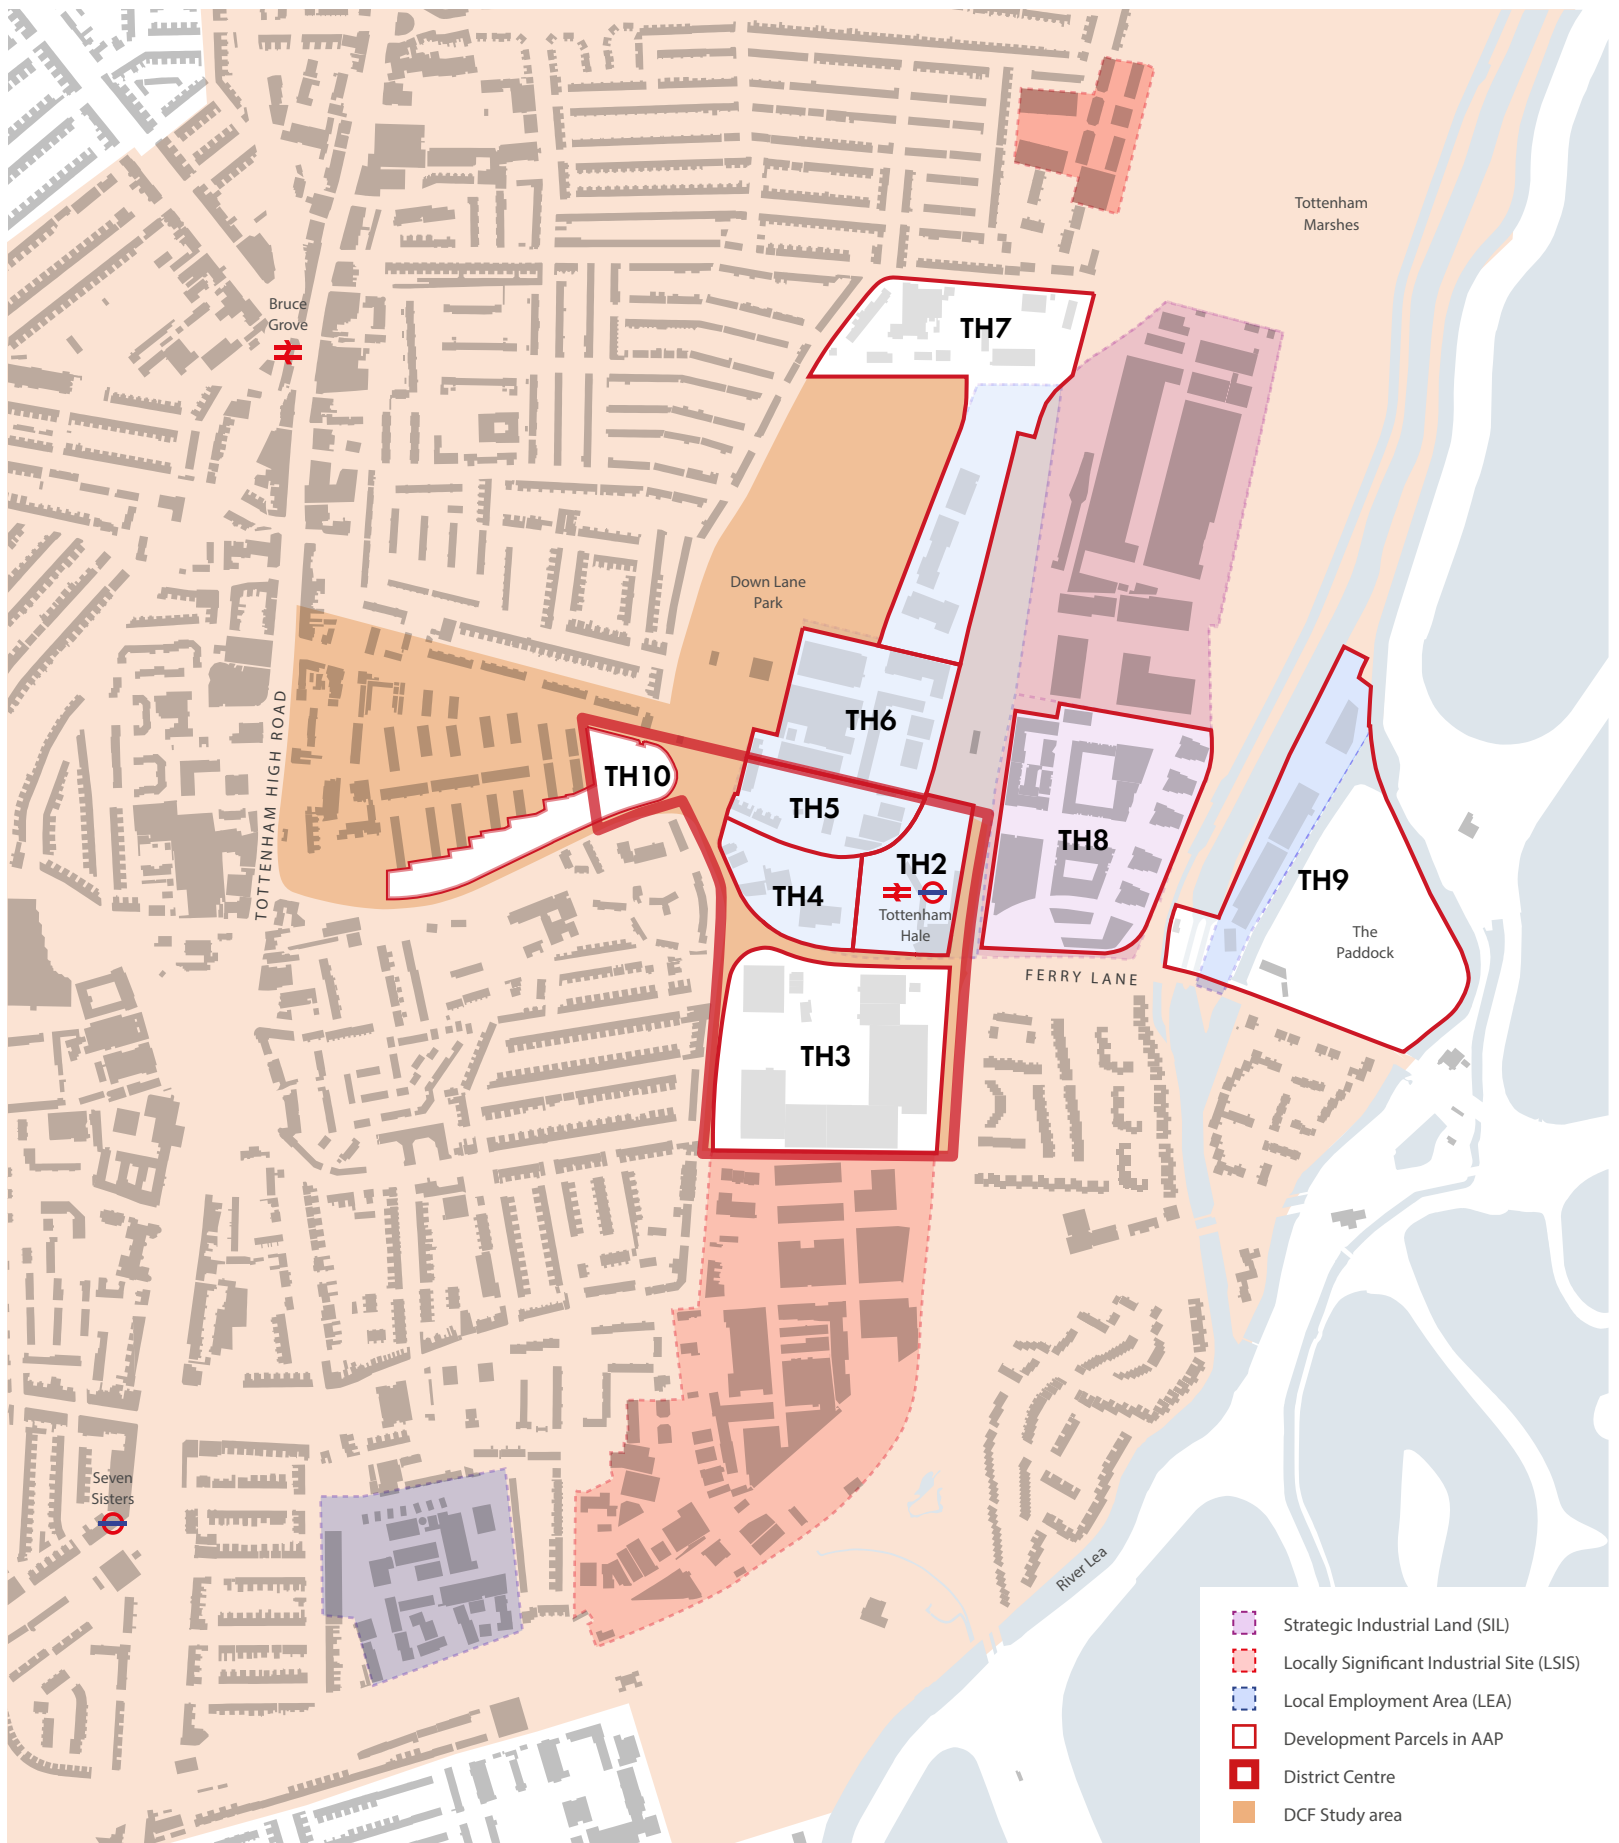 Tottenham
Marshes
Bruce
Grove
TH7
Down Lane
Park
TOTTENHAM HIGH ROAD
TH6
TH10
TH5
TH8
TH2
TH9
TH4
Tottenham
Hale
The
Paddock
FERRY LANE
TH3
Seven
Sisters
River Lea
Strategic Industrial Land (SIL)
Locally Significant Industrial Site (LSIS)
Local Employment Area (LEA)
Development Parcels in AAP
District Centre
DCF Study area